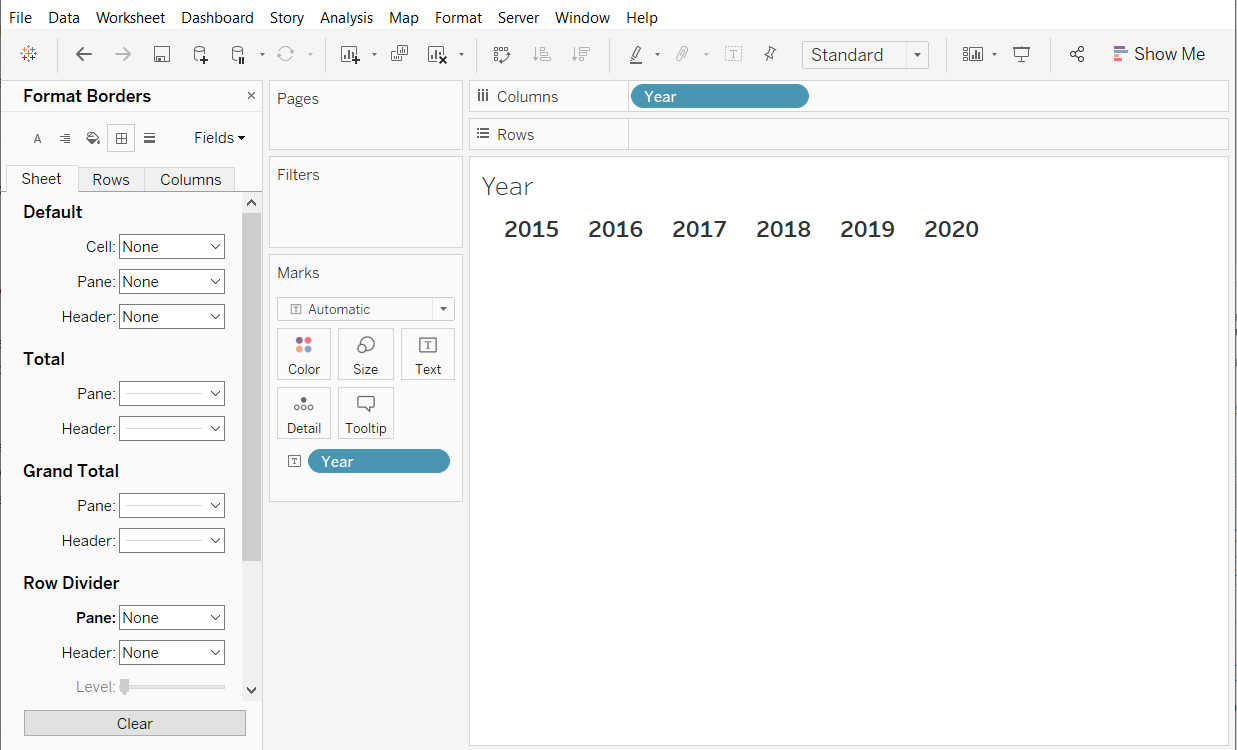 File Data Worksheet Dashboard Story Analysis Map Format Server Window Help
Standard
Show Me
Format Borders
A
Fields
Sheet Rows Columns
Default
Cell: None
Pane: None
Header: None
Total
Pane:
Header:
Grand Total
Pane:
Header:
Row Divider
Pane: None
Header: None
Level:
Clear
Pages
Filters
Marks
T Automatic
Color Size T Text
Detail Tooltip
T Year
Columns Year
Rows
Year
2015 2016 2017 2018 2019 2020